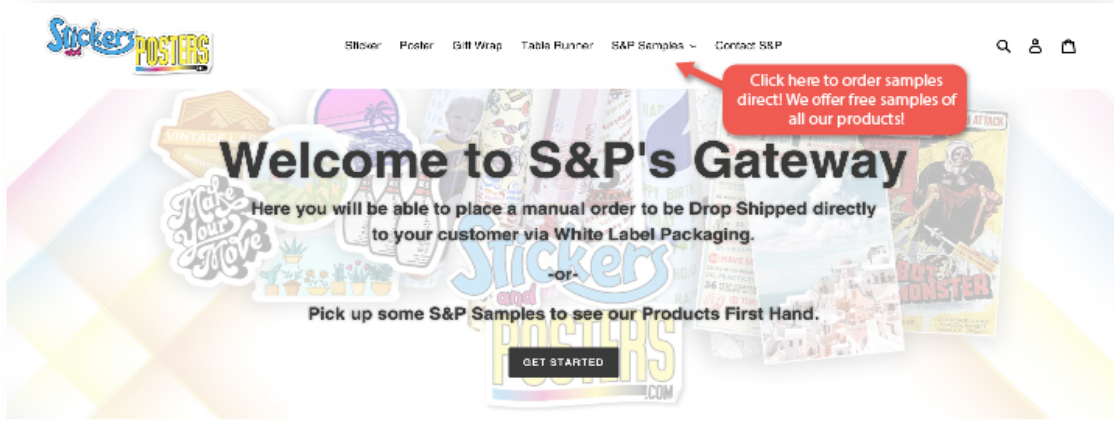 Stickers
and POSTERS
Sticker Poster Gift Wrap Table Runner S&P Samples Contact S&P
Click here to order samples
direct! We offer free samples of
all our products!
Welcome to S&P's Gateway
Here you will be able to place a manual order to be Drop Shipped directly
to your customer via White Label Packaging.
-or-
Pick up some S&P Samples to see our Products First Hand.
GET STARTED
VINTAGE LABEL
Make
Your
Move
Stickers
and
POSTERS
.COM
ATTACK
BOT
MONSTER